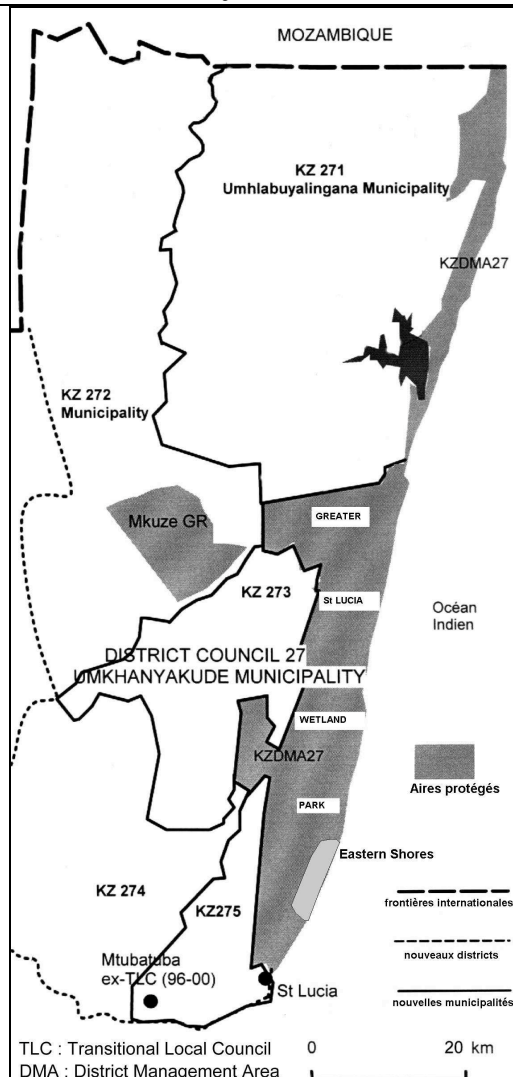 MOZAMBIQUE
KZ 271
Umhlabuyalingana Municipality
KZDMA27
KZ 272
Municipality
Mkuze GR
GREATER
KZ 273
St LUCIA
Océan
Indien
DISTRICT COUNCIL 27
UMKHANYAKUDE MUNICIPALITY
WETLAND
KZDMA27
Aires protégés
PARK
Eastern Shores
KZ 274
KZ275
frontières internationales
Mtubatuba
ex-TLC (96-00)
nouveaux districts
St Lucia
nouvelles municipalités
TLC : Transitional Local Council
0 20 km
DMA : District Management Area